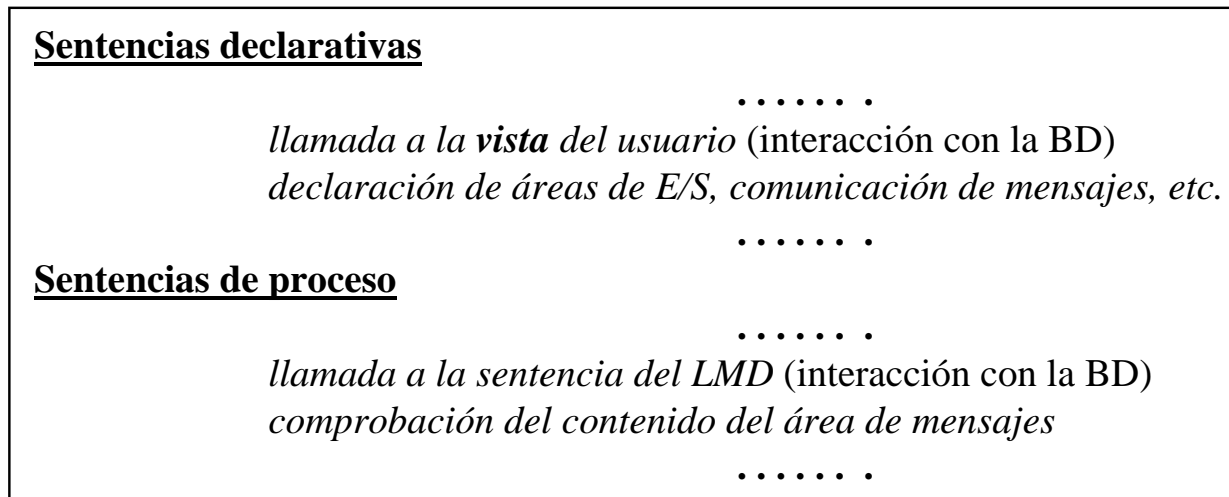 Sentencias declarativas
. . . . . . .
llamada a la vista del usuario (interacción con la BD)
declaración de áreas de E/S, comunicación de mensajes, etc.
. . . . . . .
Sentencias de proceso
. . . . . . .
llamada a la sentencia del LMD (interacción con la BD)
comprobación del contenido del área de mensajes
. . . . . . .